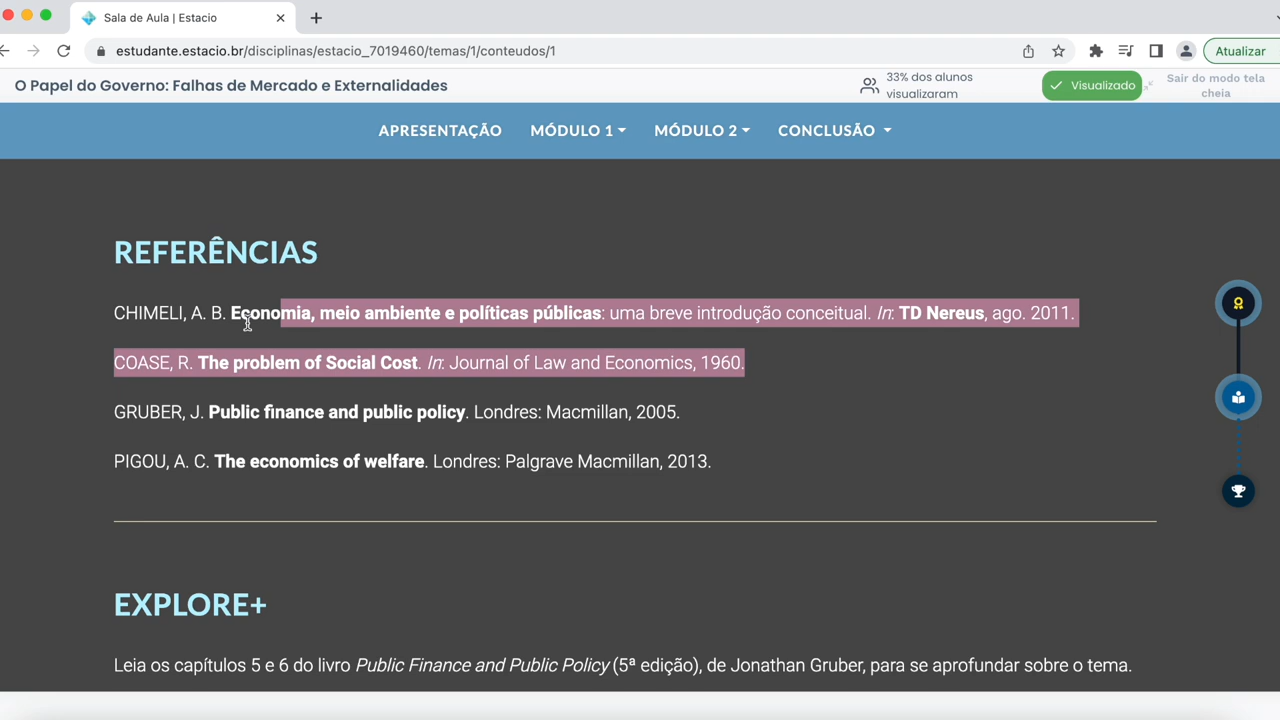 Sala de Aula | Estacio
estudante.estacio.br/disciplinas/estacio_7019460/temas/1/conteudos/1
Atualizar
O Papel do Governo: Falhas de Mercado e Externalidades
33% dos alunos
visualizaram
Visualizado
Sair do modo tela
cheia
APRESENTAÇÃO MÓDULO 1 MÓDULO 2 CONCLUSÃO
REFERÊNCIAS
CHIMELI, A. B. Economia, meio ambiente e políticas públicas: uma breve introdução conceitual. In: TD Nereus, ago. 2011.
COASE, R. The problem of Social Cost. In: Journal of Law and Economics, 1960.
GRUBER, J. Public finance and public policy. Londres: Macmillan, 2005.
PIGOU, A. C. The economics of welfare. Londres: Palgrave Macmillan, 2013.
EXPLORE+
Leia os capítulos 5 e 6 do livro Public Finance and Public Policy (5ª edição), de Jonathan Gruber, para se aprofundar sobre o tema.